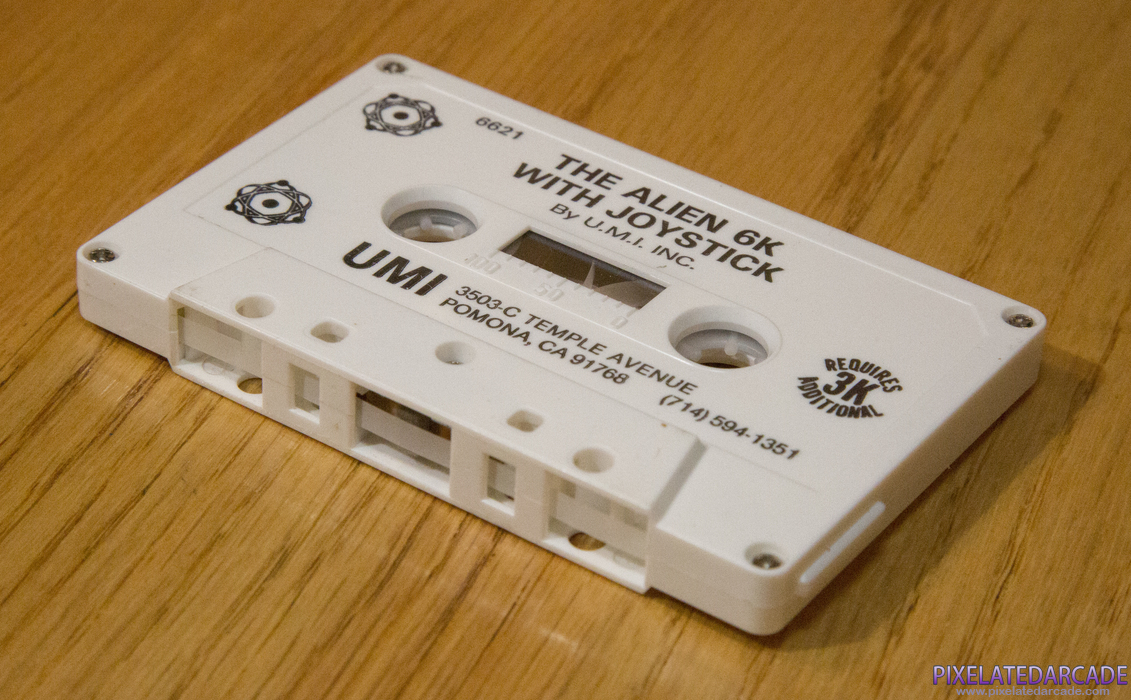 6621
THE ALIEN 6K
WITH JOYSTICK
By U.M.I. INC.
100 50 0
UMI
3503-C TEMPLE AVENUE
POMONA, CA 91768
(714) 594-1351
REQUIRES
3K
ADDITIONAL
PIXELATEDARCADE
www.pixelatedarcade.com